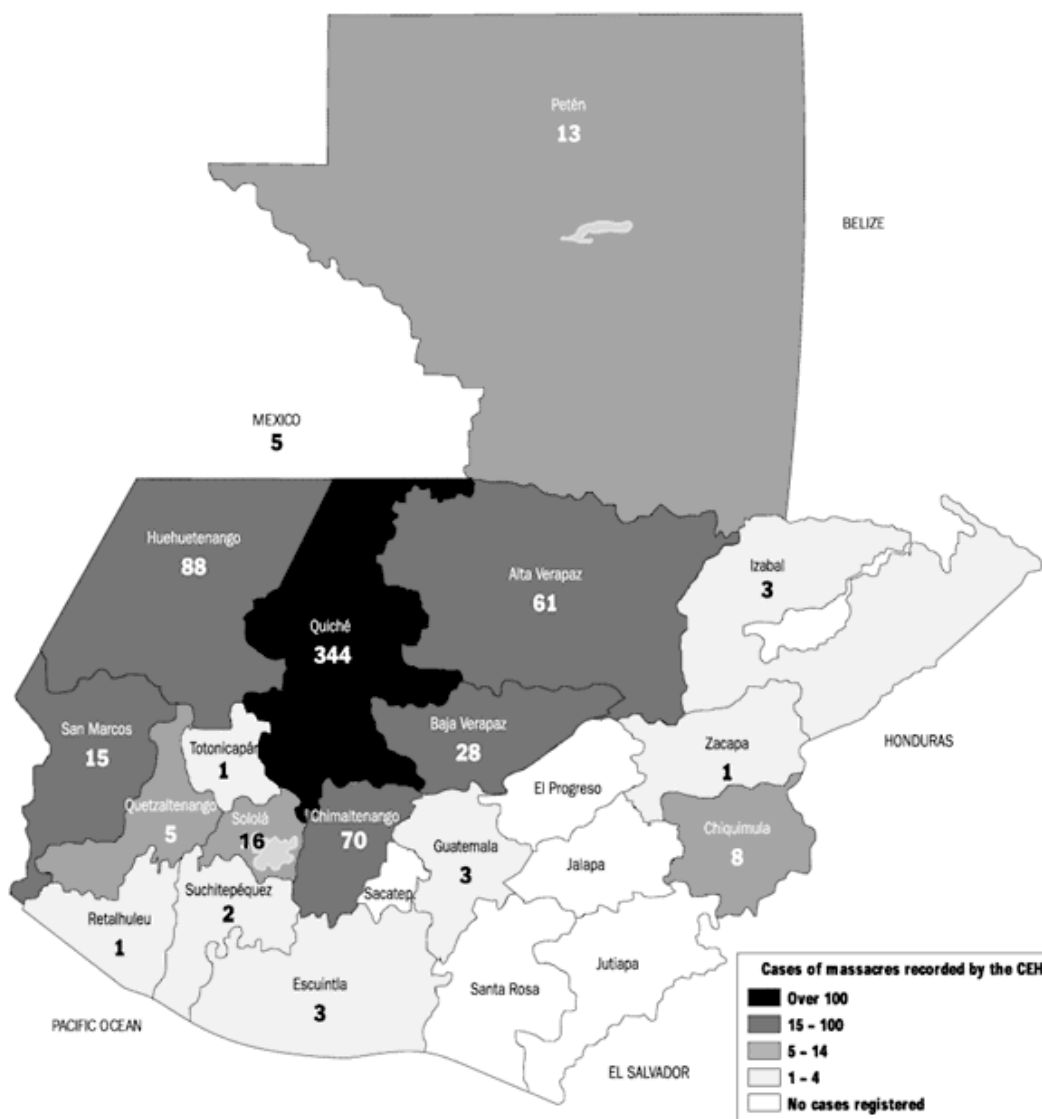 Petén
13
BELIZE
MEXICO
5
Huehuetenango
88
Alta Verapaz
61
Izabal
3
Quiché
344
San Marcos
15
Totonicapán
1
Baja Verapaz
28
Zacapa
1
HONDURAS
El Progreso
Quetzaltenango
5
Sololá
16
Chimaltenango
70
Guatemala
3
Jalapa
Chiquimula
8
Sacatep.
Suchitepéquez
2
Retalhuleu
1
Escuintla
3
Santa Rosa
Jutiapa
PACIFIC OCEAN
EL SALVADOR
Cases of massacres recorded by the CEH
Over 100
15 – 100
5 – 14
1 – 4
No cases registered